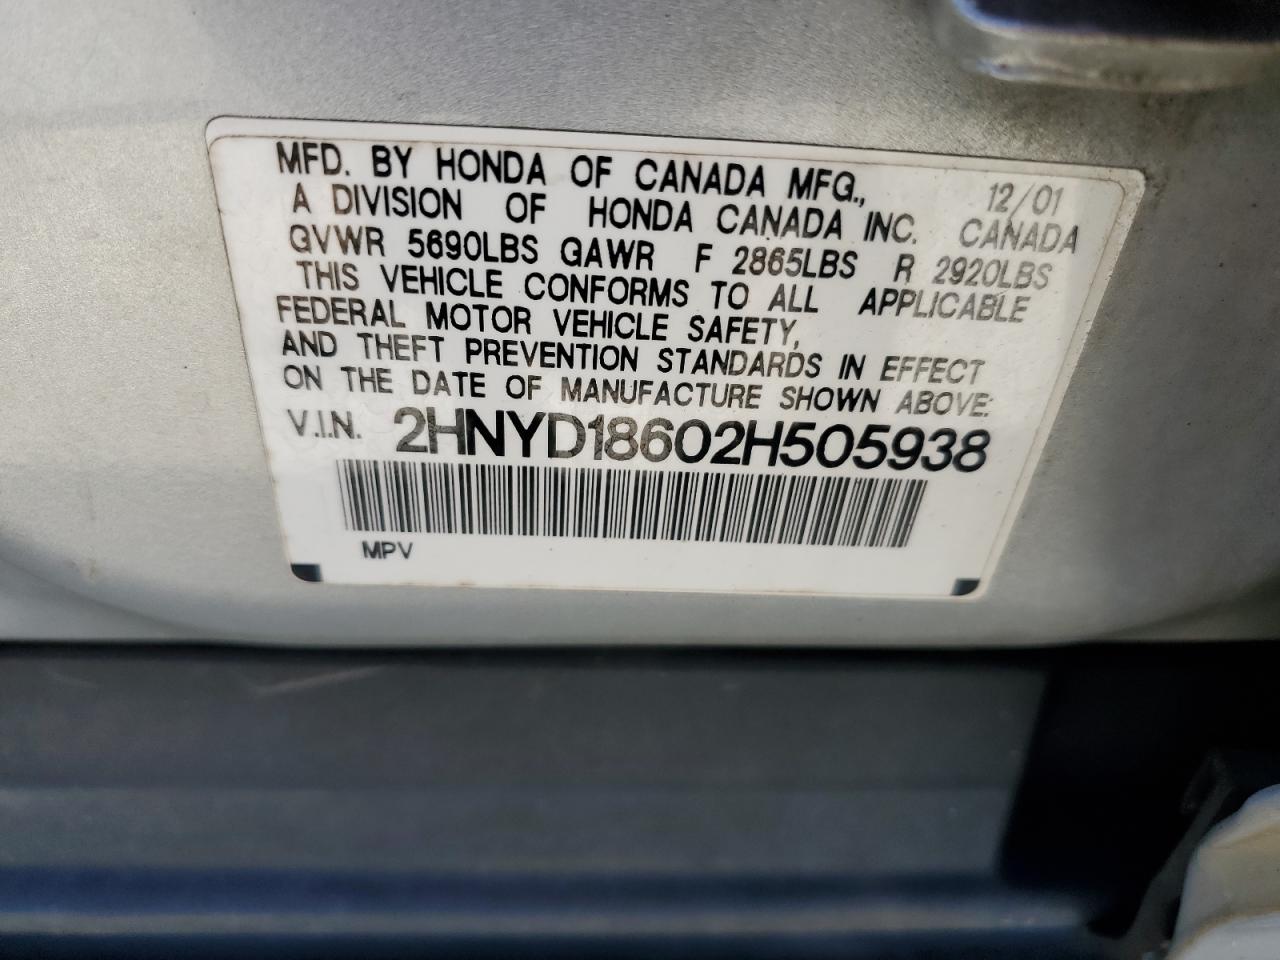 MFD. BY HONDA OF CANADA MFG., 12/01
A DIVISION OF HONDA CANADA INC. CANADA
GVWR 5690LBS GAWR F 2865LBS R 2920LBS
THIS VEHICLE CONFORMS TO ALL APPLICABLE
FEDERAL MOTOR VEHICLE SAFETY,
AND THEFT PREVENTION STANDARDS IN EFFECT
ON THE DATE OF MANUFACTURE SHOWN ABOVE:
V.I.N. 2HNYD18602H505938
MPV